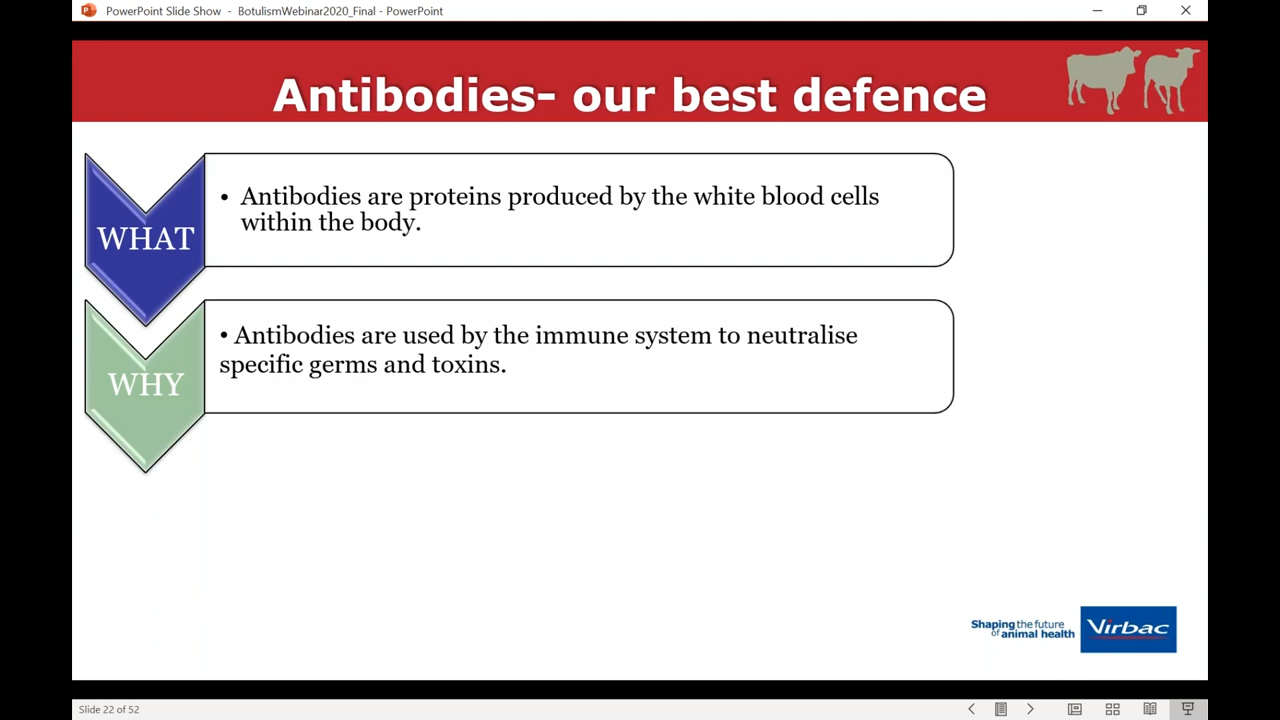 PowerPoint Slide Show - BotulismWebinar2020_Final - PowerPoint
Antibodies- our best defence
WHAT
• Antibodies are proteins produced by the white blood cells
within the body.
WHY
• Antibodies are used by the immune system to neutralise
specific germs and toxins.
Shaping the future
of animal health
Virbac
Slide 22 of 52